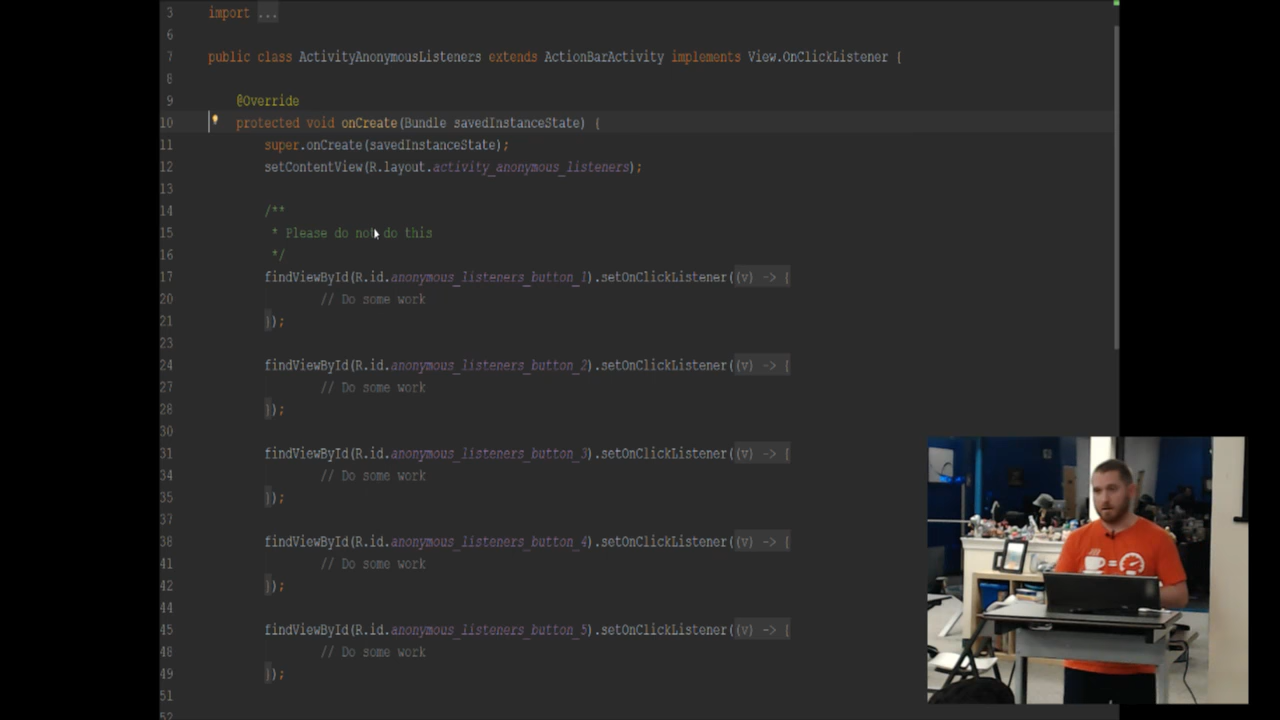 3 import ...
6
7 public class ActivityAnonymousListeners extends ActionBarActivity implements View.OnClickListener {
8
9 @Override
10 protected void onCreate(Bundle savedInstanceState) {
11 super.onCreate(savedInstanceState);
12 setContentView(R.layout.activity_anonymous_listeners);
13
14 /**
15 * Please do not do this
16 */
17 findViewById(R.id.anonymous_listeners_button_1).setOnClickListener((v) -> {
20 // Do some work
21 });
23
24 findViewById(R.id.anonymous_listeners_button_2).setOnClickListener((v) -> {
27 // Do some work
28 });
30
31 findViewById(R.id.anonymous_listeners_button_3).setOnClickListener((v) -> {
34 // Do some work
35 });
37
38 findViewById(R.id.anonymous_listeners_button_4).setOnClickListener((v) -> {
41 // Do some work
42 });
44
45 findViewById(R.id.anonymous_listeners_button_5).setOnClickListener((v) -> {
48 // Do some work
49 });
51
52